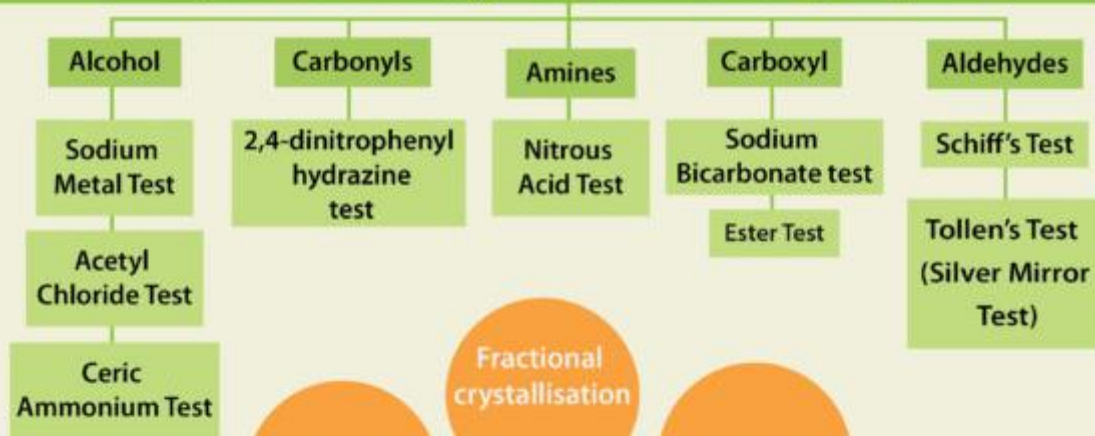 Alcohol
Carbonyls
Amines
Carboxyl
Aldehydes
Sodium
Metal Test
Acetyl
Chloride Test
Ceric
Ammonium Test
2,4-dinitrophenyl
hydrazine
test
Nitrous
Acid Test
Sodium
Bicarbonate test
Ester Test
Schiff's Test
Tollen's Test
(Silver Mirror
Test)
Fractional
crystallisation